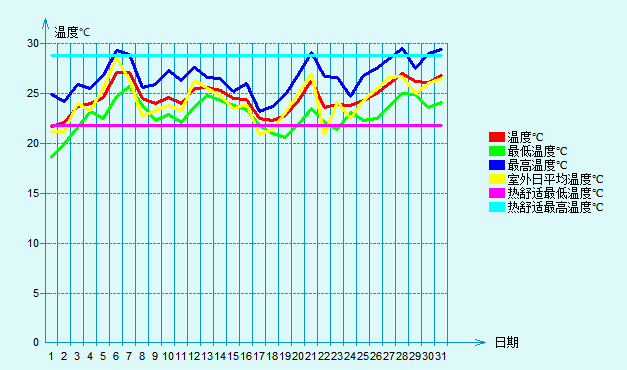 温度℃
30
25
20
15
10
5
0
1 2 3 4 5 6 7 8 9 10 11 12 13 14 15 16 17 18 19 20 21 22 23 24 25 26 27 28 29 30 31
日期
温度℃
最低温度℃
最高温度℃
室外日平均温度℃
热舒适最低温度℃
热舒适最高温度℃